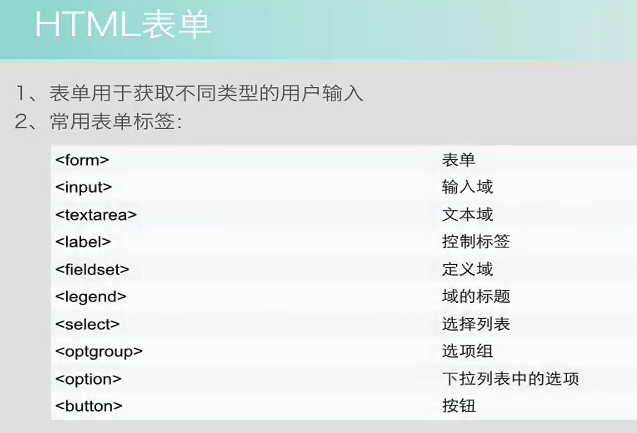 HTML表单
1、表单用于获取不同类型的用户输入
2、常用表单标签：
<form> 表单
<input> 输入域
<textarea> 文本域
<label> 控制标签
<fieldset> 定义域
<legend> 域的标题
<select> 选择列表
<optgroup> 选项组
<option> 下拉列表中的选项
<button> 按钮